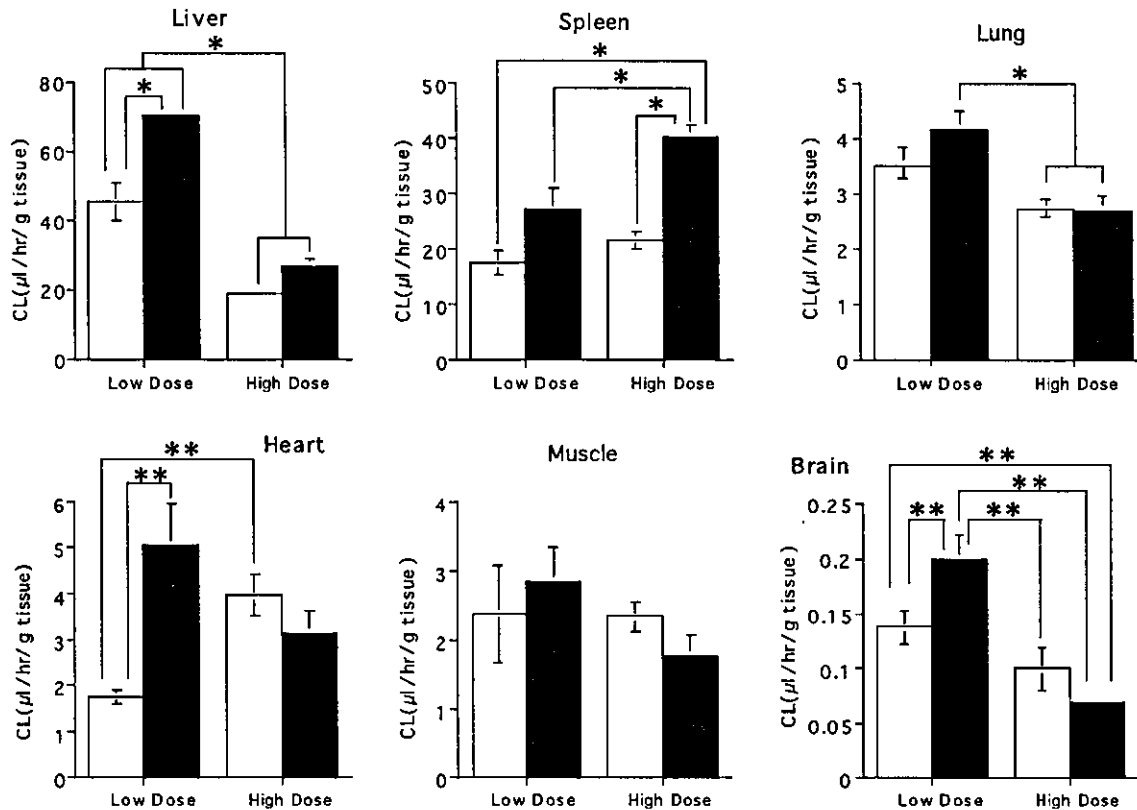 Liver
*
*
80
60
40
20
0
CL(µl/hr/g tissue)
Low Dose
High Dose
Spleen
*
*
*
50
40
30
20
10
0
CL(µl/hr/g tissue)
Low Dose
High Dose
Lung
*
5
4
3
2
1
0
CL(µl/hr/g tissue)
Low Dose
High Dose
Heart
**
**
6
5
4
3
2
1
0
CL(µl/hr/g tissue)
Low Dose
High Dose
Muscle
4
3
2
1
0
CL(µl/hr/g tissue)
Low Dose
High Dose
Brain
**
**
**
**
0.25
0.2
0.15
0.1
0.05
0
CL(µl/hr/g tissue)
Low Dose
High Dose